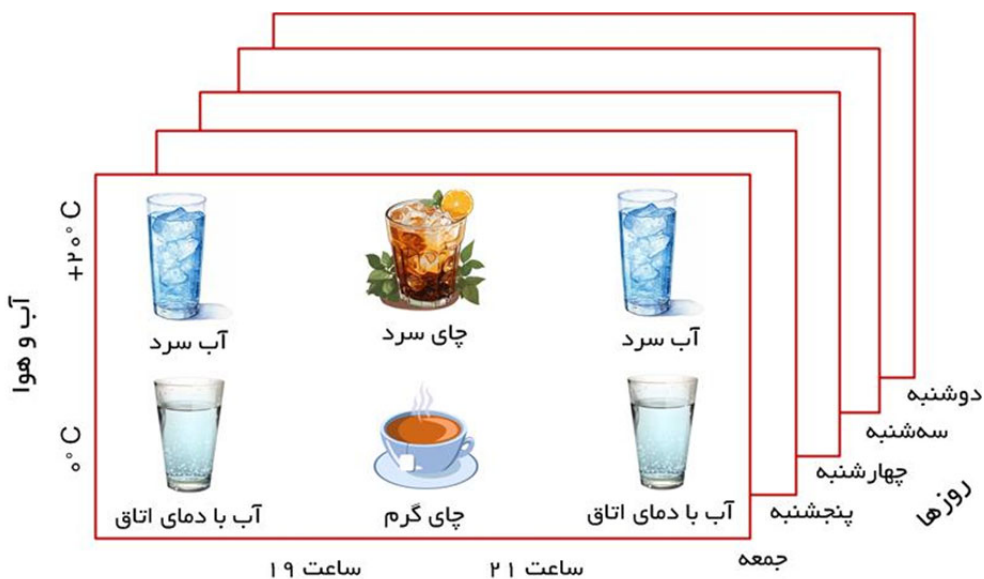 آب و هوا
+۲۰° C
۰° C
آب سرد
چای سرد
آب سرد
آب با دمای اتاق
چای گرم
آب با دمای اتاق
ساعت ۱۹
ساعت ۲۱
جمعه
پنجشنبه
چهارشنبه
سه‌شنبه
دوشنبه
روزها